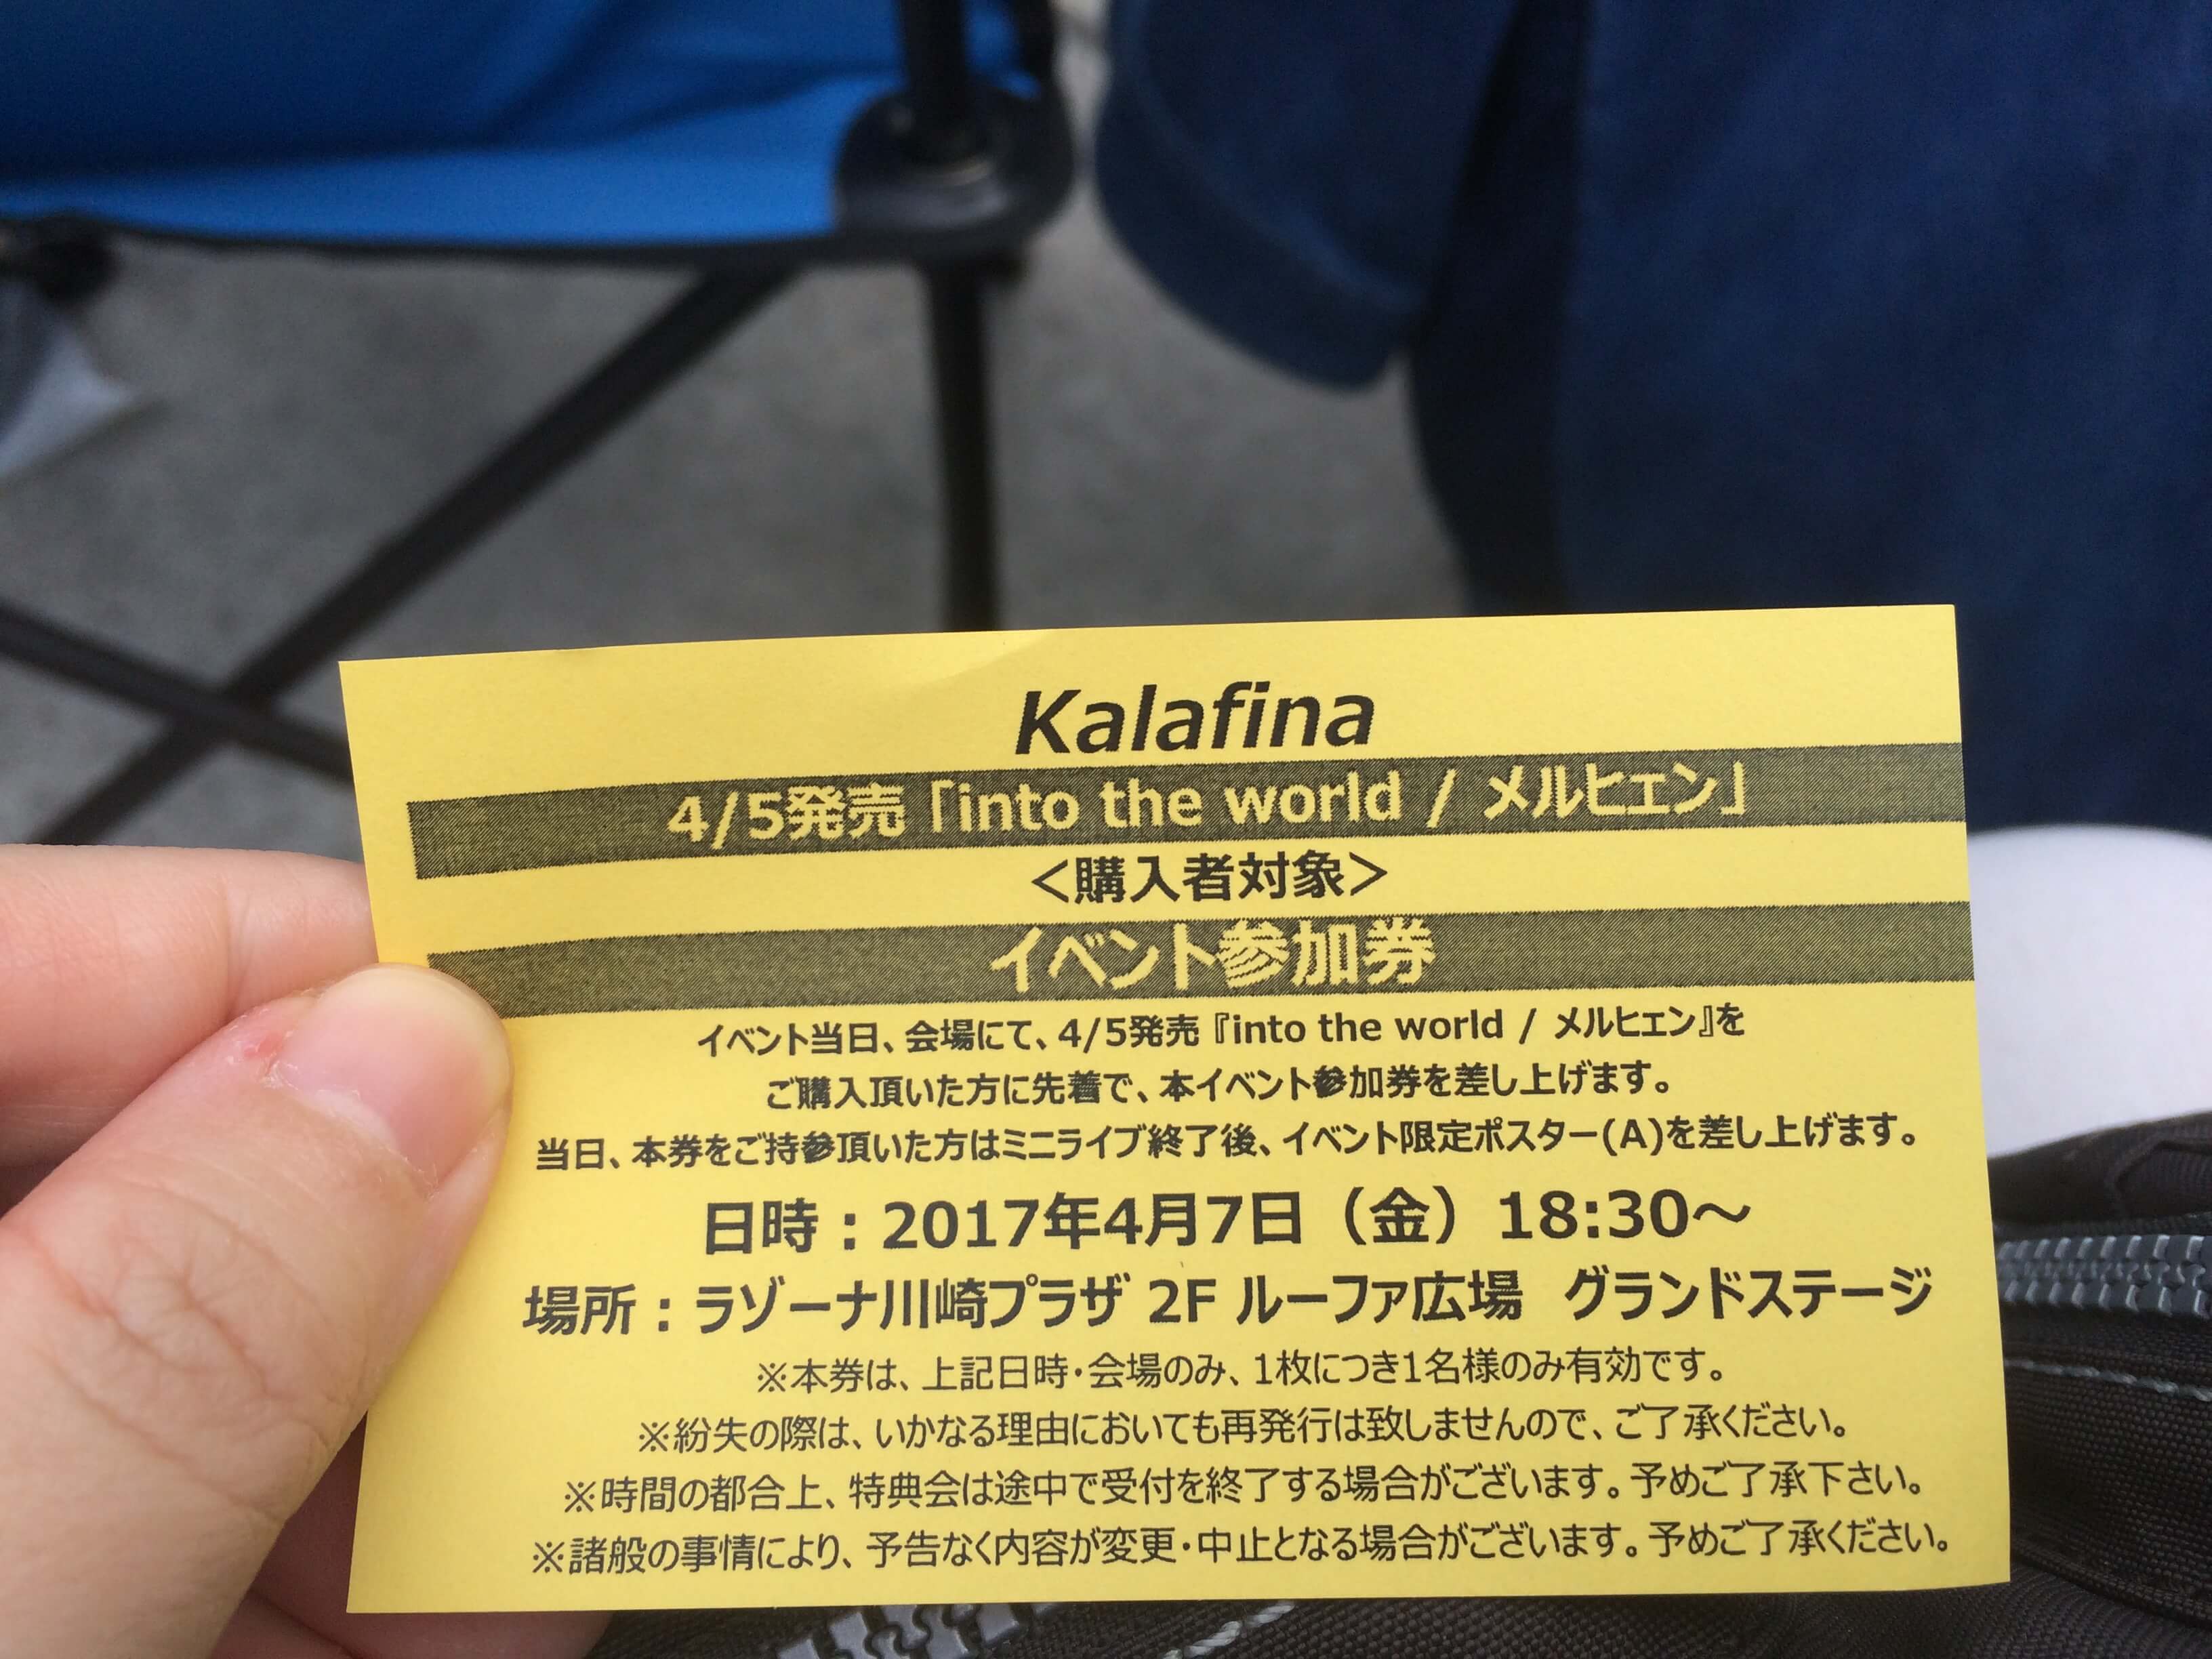 Kalafina
4/5発売「into the world / メルヒェン」
＜購入者対象＞
イベント参加券
イベント当日、会場にて、4/5発売『into the world / メルヒェン』を
ご購入頂いた方に先着で、本イベント参加券を差し上げます。
当日、本券をご持参頂いた方はミニライブ終了後、イベント限定ポスター(A)を差し上げます。
日時：2017年4月7日（金）18:30～
場所：ラゾーナ川崎プラザ 2F ルーファ広場　グランドステージ
※本券は、上記日時・会場のみ、1枚につき1名様のみ有効です。
※紛失の際は、いかなる理由においても再発行は致しませんので、ご了承ください。
※時間の都合上、特典会は途中で受付を終了する場合がございます。予めご了承下さい。
※諸般の事情により、予告なく内容が変更・中止となる場合がございます。予めご了承ください。